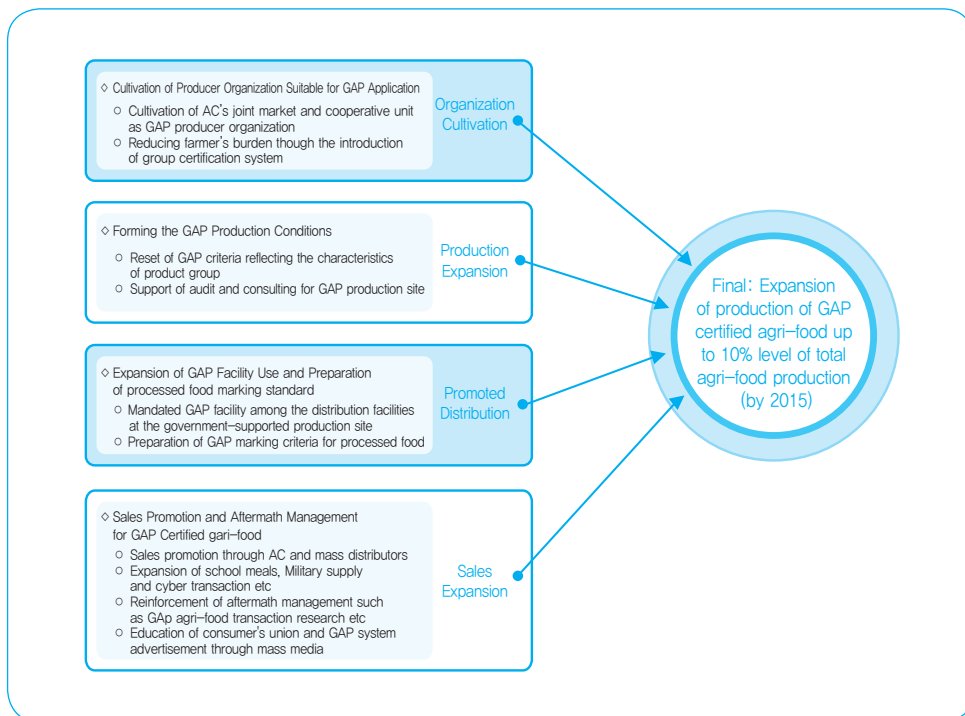 ◇ Cultivation of Producer Organization Suitable for GAP Application
○ Cultivation of AC's joint market and cooperative unit
as GAP producer organization
○ Reducing farmer's burden though the introduction
of group certification system
Organization
Cultivation
◇ Forming the GAP Production Conditions
○ Reset of GAP criteria reflecting the characteristics
of product group
○ Support of audit and consulting for GAP production site
Production
Expansion
◇ Expansion of GAP Facility Use and Preparation
of processed food marking standard
○ Mandated GAP facility among the distribution facilities
at the government-supported production site
○ Preparation of GAP marking criteria for processed food
Promoted
Distribution
◇ Sales Promotion and Aftermath Management
for GAP Certified gari-food
○ Sales promotion through AC and mass distributors
○ Expansion of school meals, Military supply
and cyber transaction etc
○ Reinforcement of aftermath management such
as GAp agri-food transaction research etc
○ Education of consumer's union and GAP system
advertisement through mass media
Sales
Expansion
Final: Expansion
of production of GAP
certified agri-food up
to 10% level of total
agri-food production
(by 2015)